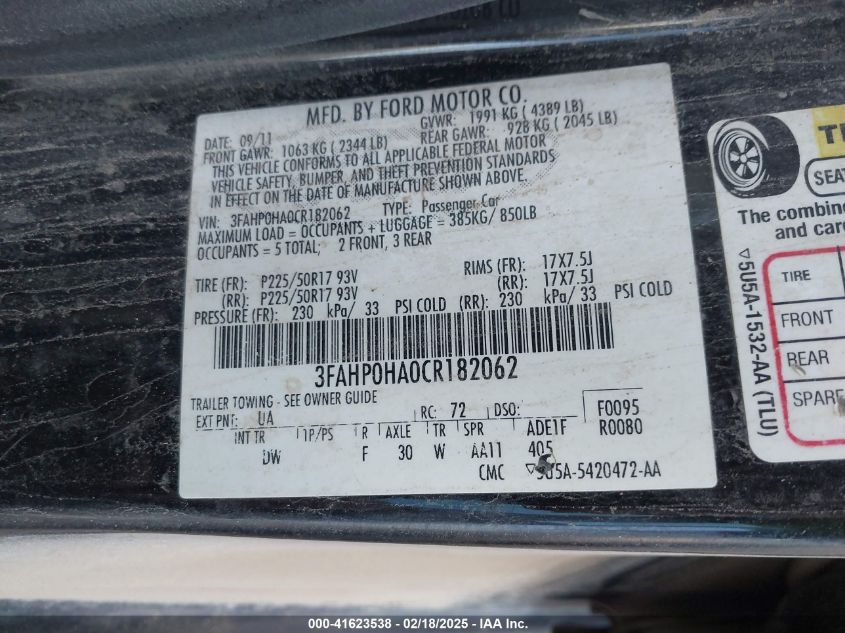 MFD. BY FORD MOTOR CO
DATE: 09/11 GVWR: 1991 KG ( 4389 LB)
FRONT GAWR: 1063 KG ( 2344 LB) REAR GAWR: 928 KG ( 2045 LB)
THIS VEHICLE CONFORMS TO ALL APPLICABLE FEDERAL MOTOR
VEHICLE SAFETY, BUMPER, AND THEFT PREVENTION STANDARDS
IN EFFECT ON THE DATE OF MANUFACTURE SHOWN ABOVE.
VIN: 3FAHP0HA0CR182062 TYPE: Passenger Car
MAXIMUM LOAD = OCCUPANTS + LUGGAGE = 385KG/ 850LB
OCCUPANTS = 5 TOTAL; 2 FRONT, 3 REAR
TIRE (FR): P225/50R17 93V RIMS (FR): 17X7.5J
(RR): P225/50R17 93V (RR): 17X7.5J
PRESSURE (FR): 230 kPa/ 33 PSI COLD (RR): 230 kPa/ 33 PSI COLD
3FAHP0HA0CR182062
TRAILER TOWING - SEE OWNER GUIDE
EXT PNT: UA RC: 72 DSO: F0095
INT TR TP/PS R AXLE TR SPR ADE1F R0080
DW F 30 W AA11 405
CMC ▽5U5A-5420472-AA
SEAT
The combin
and car
TIRE
FRONT
REAR
SPARE
▽5U5A-1532-AA (TLU)
000-41623538 - 02/18/2025 - IAA Inc.